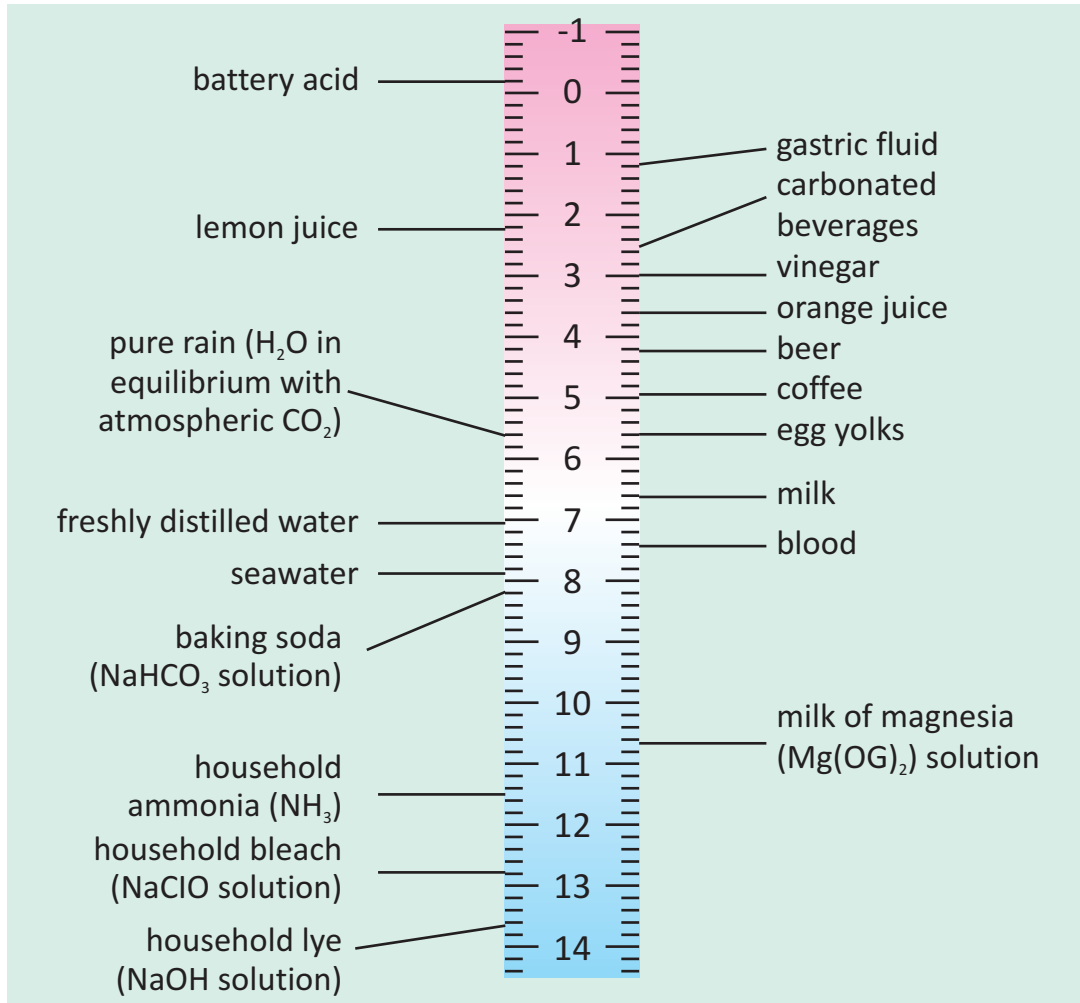 battery acid
lemon juice
pure rain (H₂O in
equilibrium with
atmospheric CO₂)
freshly distilled water
seawater
baking soda
(NaHCO₃ solution)
household
ammonia (NH₃)
household bleach
(NaClO solution)
household lye
(NaOH solution)
-1
0
1
2
3
4
5
6
7
8
9
10
11
12
13
14
gastric fluid
carbonated
beverages
vinegar
orange juice
beer
coffee
egg yolks
milk
blood
milk of magnesia
(Mg(OG)₂) solution